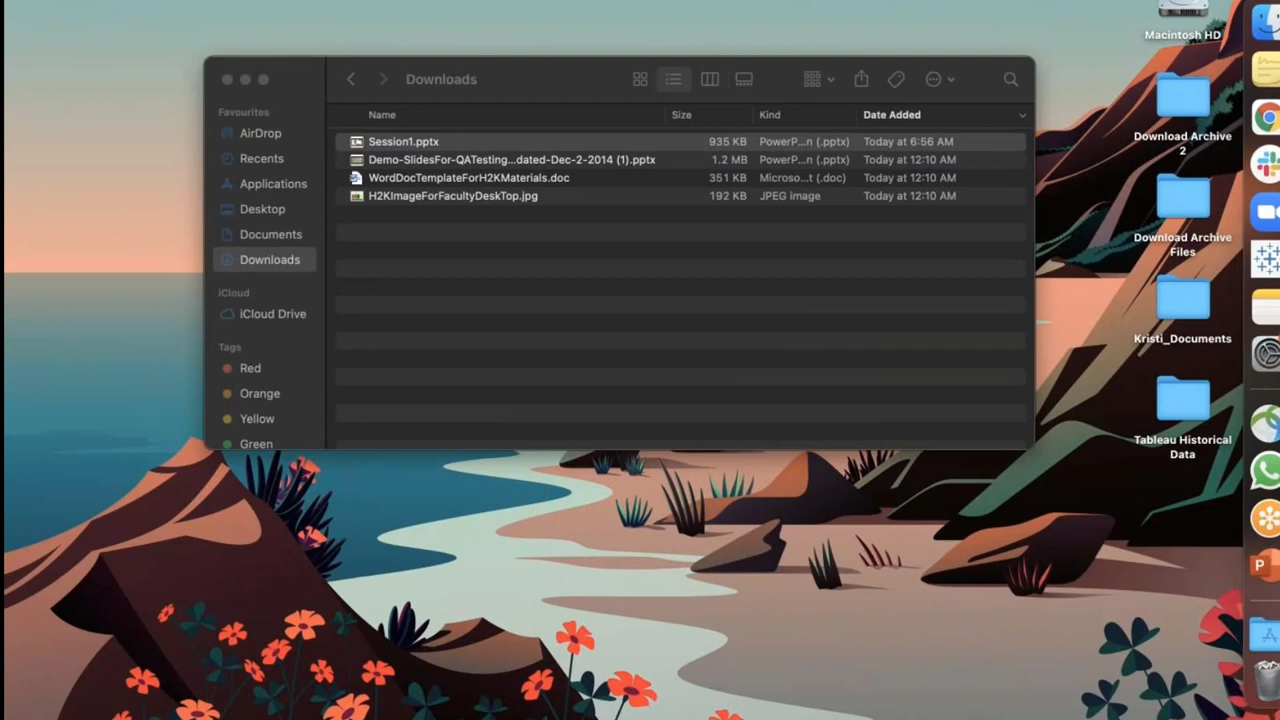 Macintosh HD
Downloads
Favourites
AirDrop
Recents
Applications
Desktop
Documents
Downloads
iCloud
iCloud Drive
Tags
Red
Orange
Yellow
Green
Name Size Kind Date Added
Session1.pptx 935 KB PowerP...n (.pptx) Today at 6:56 AM
Demo-SlidesFor-QATesting...dated-Dec-2-2014 (1).pptx 1.2 MB PowerP...n (.pptx) Today at 12:10 AM
WordDocTemplateForH2KMaterials.doc 351 KB Microso...t (.doc) Today at 12:10 AM
H2KImageForFacultyDeskTop.jpg 192 KB JPEG image Today at 12:10 AM
Download Archive
2
Download Archive
Files
Kristi_Documents
Tableau Historical
Data
P